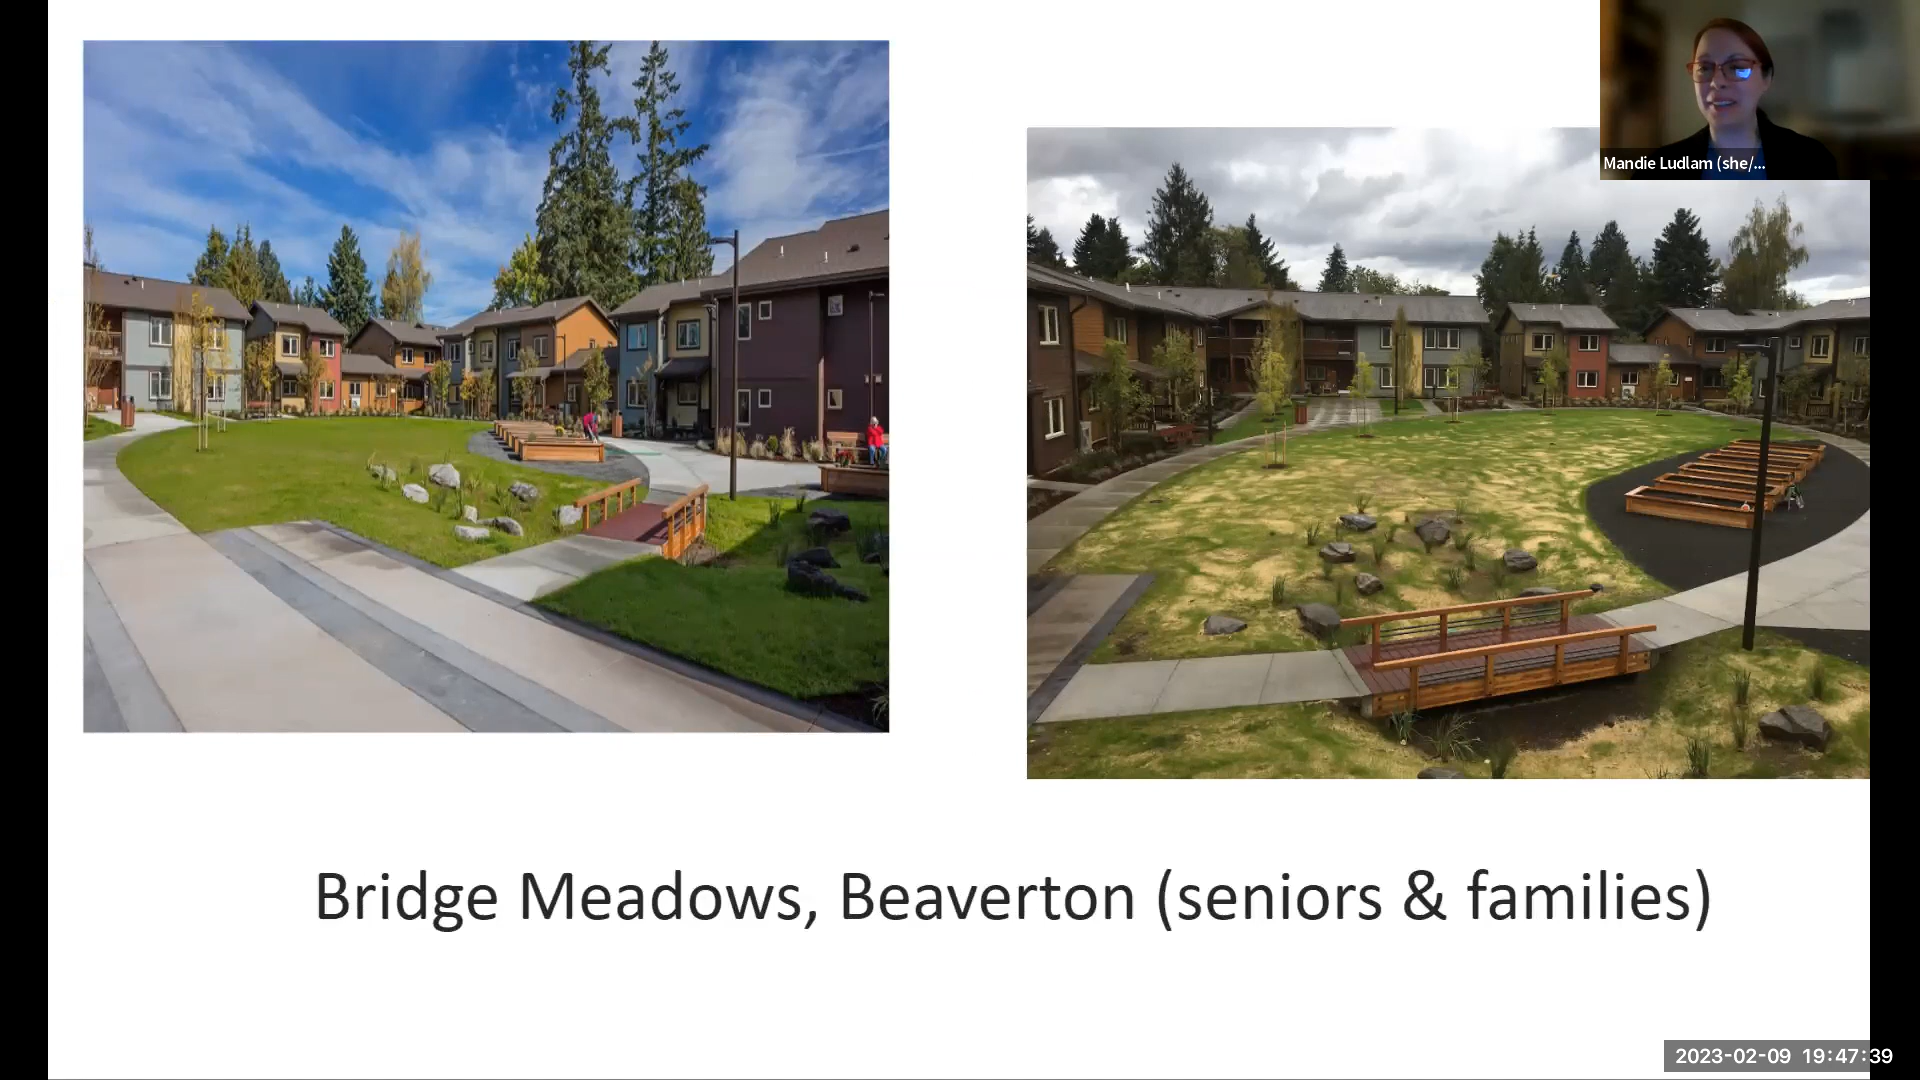 Mandie Ludlam (she/...
Bridge Meadows, Beaverton (seniors & families)
2023-02-09 19:47:39